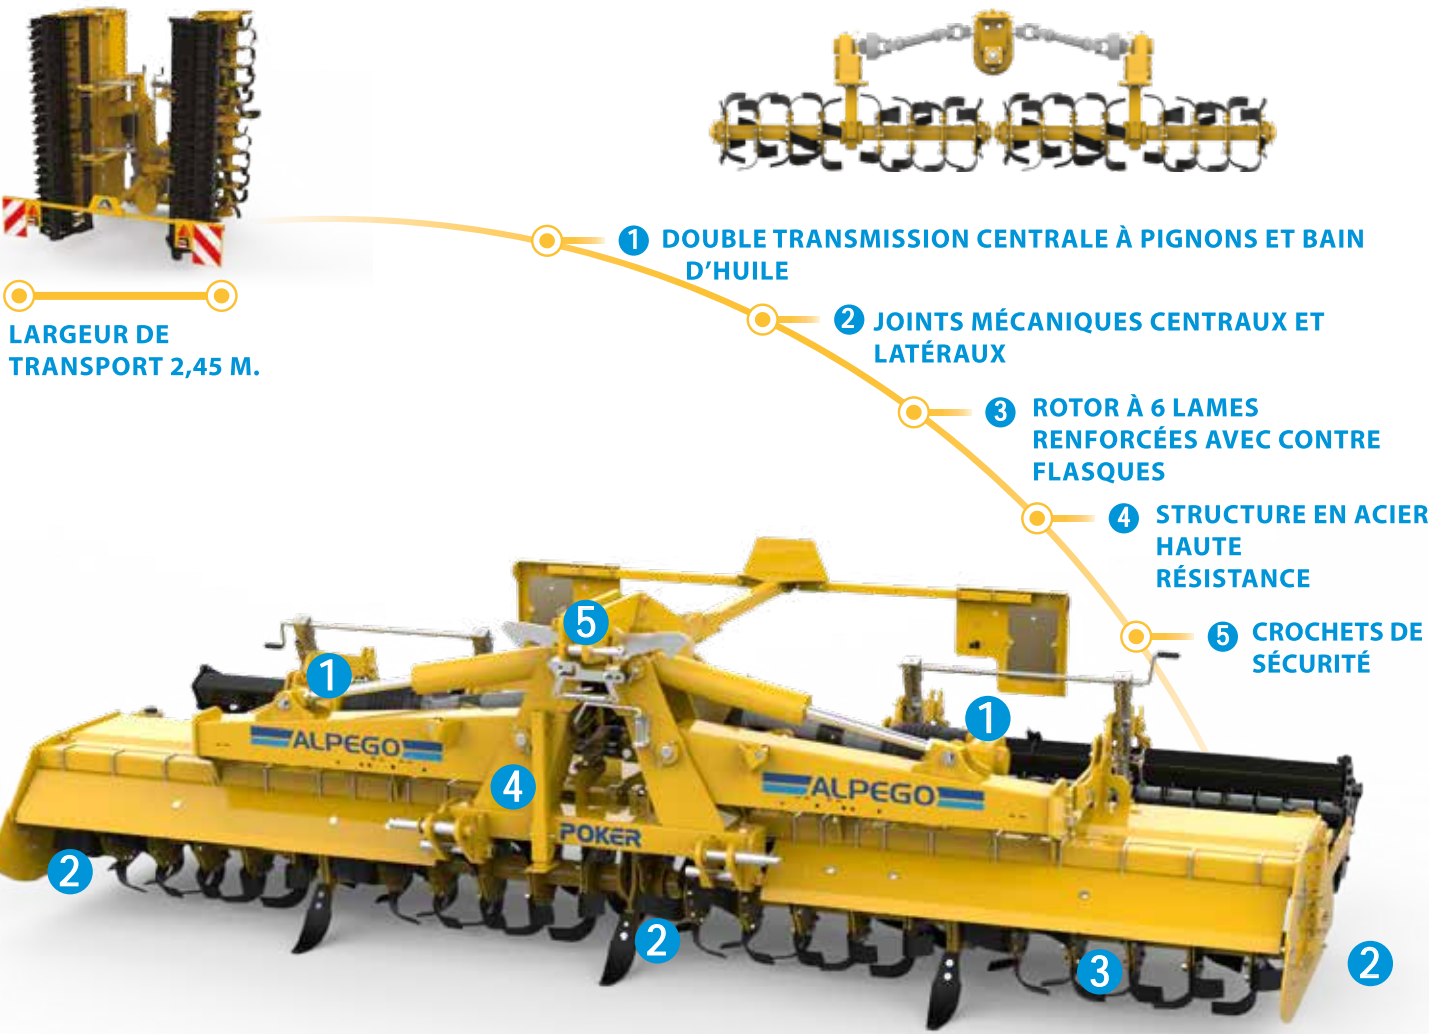 1 DOUBLE TRANSMISSION CENTRALE À PIGNONS ET BAIN
D'HUILE
LARGEUR DE
TRANSPORT 2,45 M.
2 JOINTS MÉCANIQUES CENTRAUX ET
LATÉRAUX
3 ROTOR À 6 LAMES
RENFORCÉES AVEC CONTRE
FLASQUES
4 STRUCTURE EN ACIER
HAUTE
RÉSISTANCE
5 CROCHETS DE
SÉCURITÉ
5
1
1
ALPEGO
ALPEGO
4
POKER
2
2
3
2